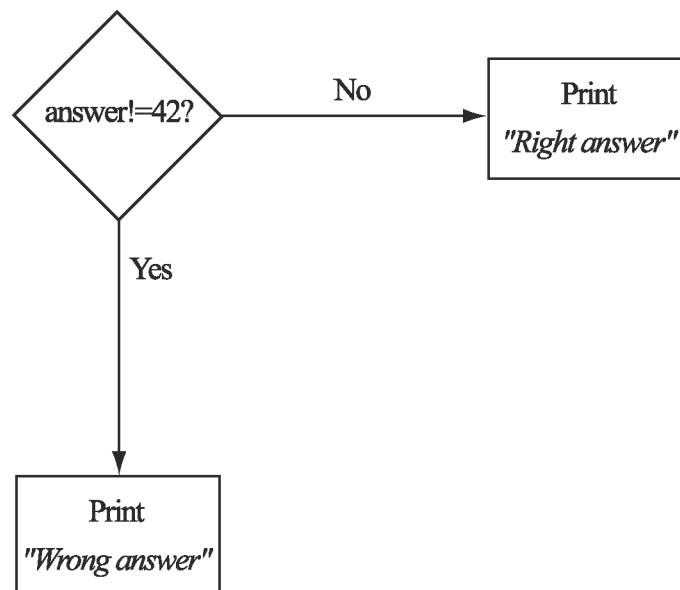 answer!=42?
No
Print
"Right answer"
Yes
Print
"Wrong answer"